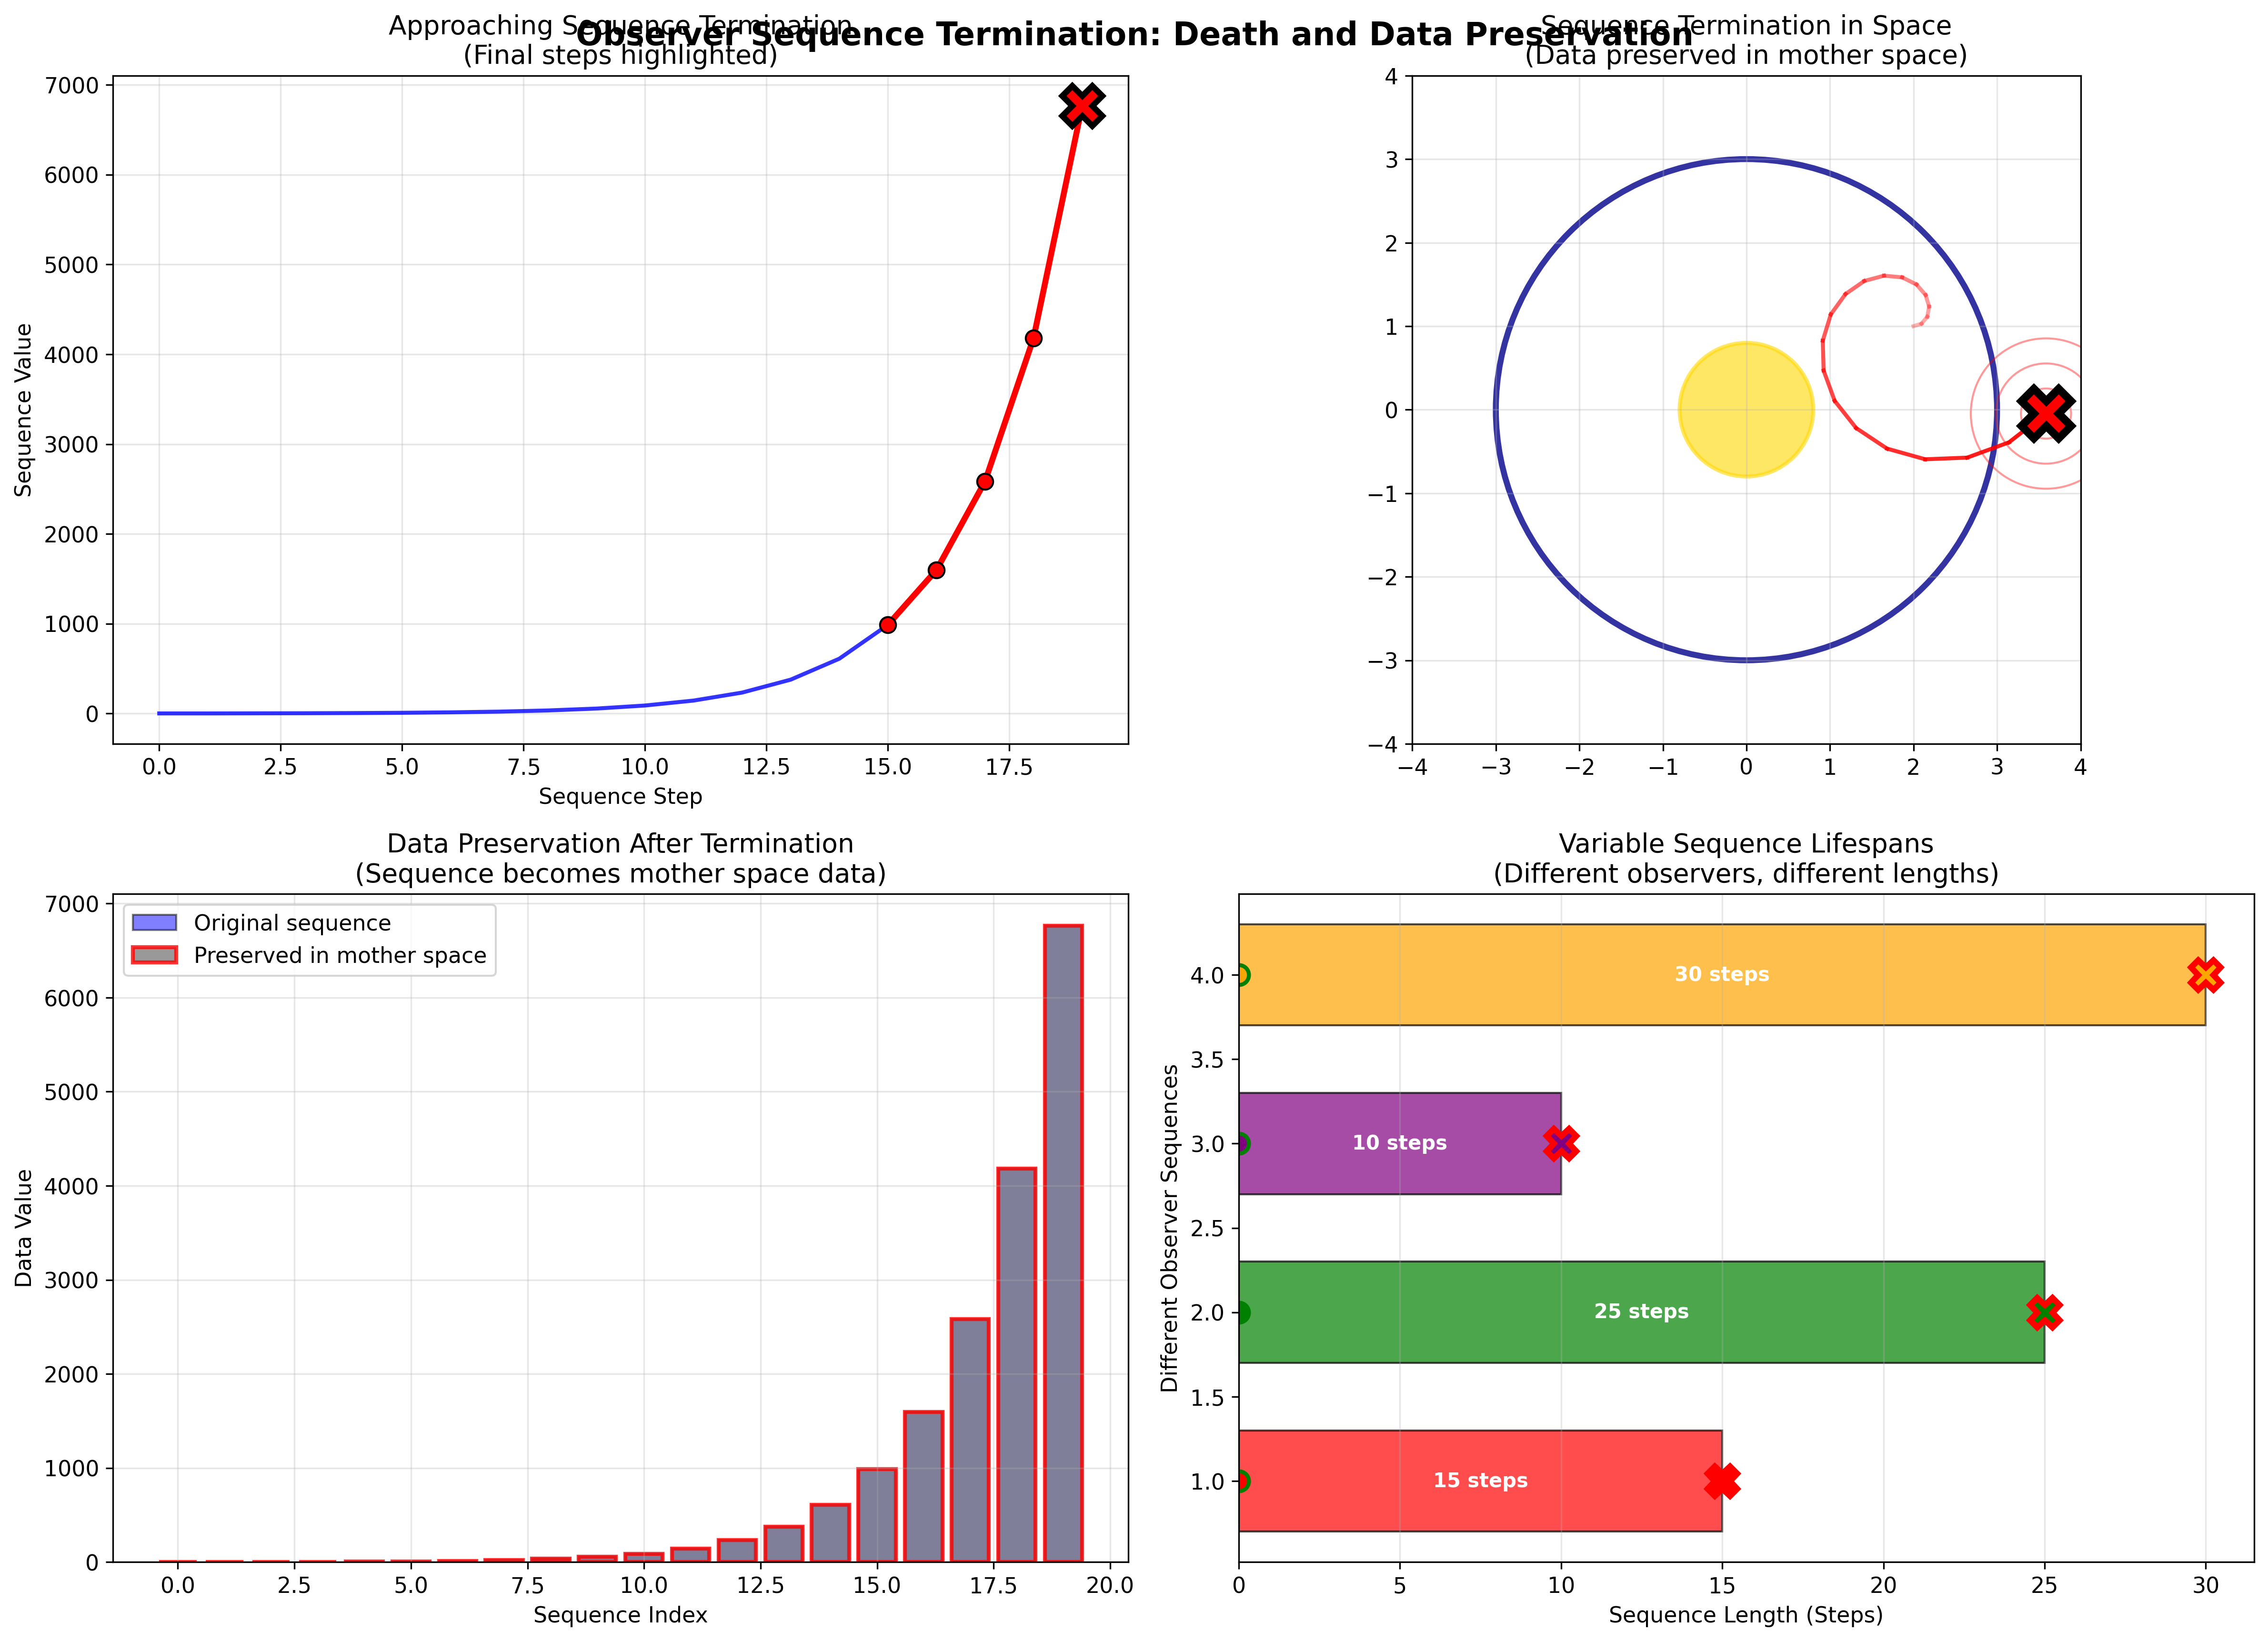 Observer Sequence Termination: Death and Data Preservation
Approaching Sequence Termination
(Final steps highlighted)
7000
6000
5000
4000
3000
2000
1000
0
Sequence Value
0.0 2.5 5.0 7.5 10.0 12.5 15.0 17.5
Sequence Step
Sequence Termination in Space
(Data preserved in mother space)
4
3
2
1
0
−1
−2
−3
−4
−4 −3 −2 −1 0 1 2 3 4
Data Preservation After Termination
(Sequence becomes mother space data)
Original sequence
Preserved in mother space
7000
6000
5000
4000
3000
2000
1000
0
Data Value
0.0 2.5 5.0 7.5 10.0 12.5 15.0 17.5 20.0
Sequence Index
Variable Sequence Lifespans
(Different observers, different lengths)
4.0
3.5
3.0
2.5
2.0
1.5
1.0
Different Observer Sequences
30 steps
10 steps
25 steps
15 steps
0 5 10 15 20 25 30
Sequence Length (Steps)